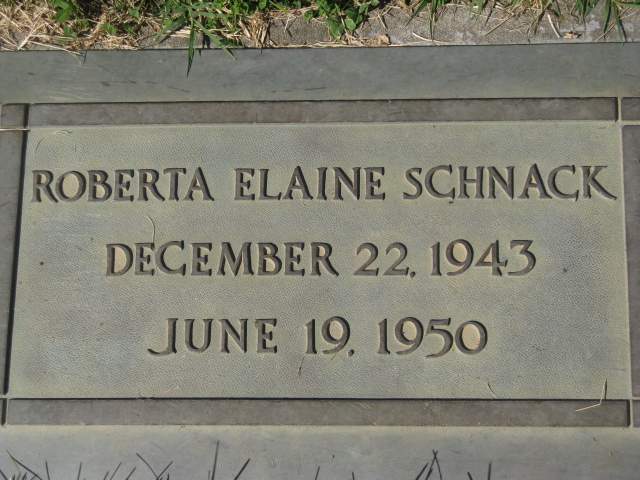 ROBERTA ELAINE SCHNACK
DECEMBER 22, 1943
JUNE 19, 1950